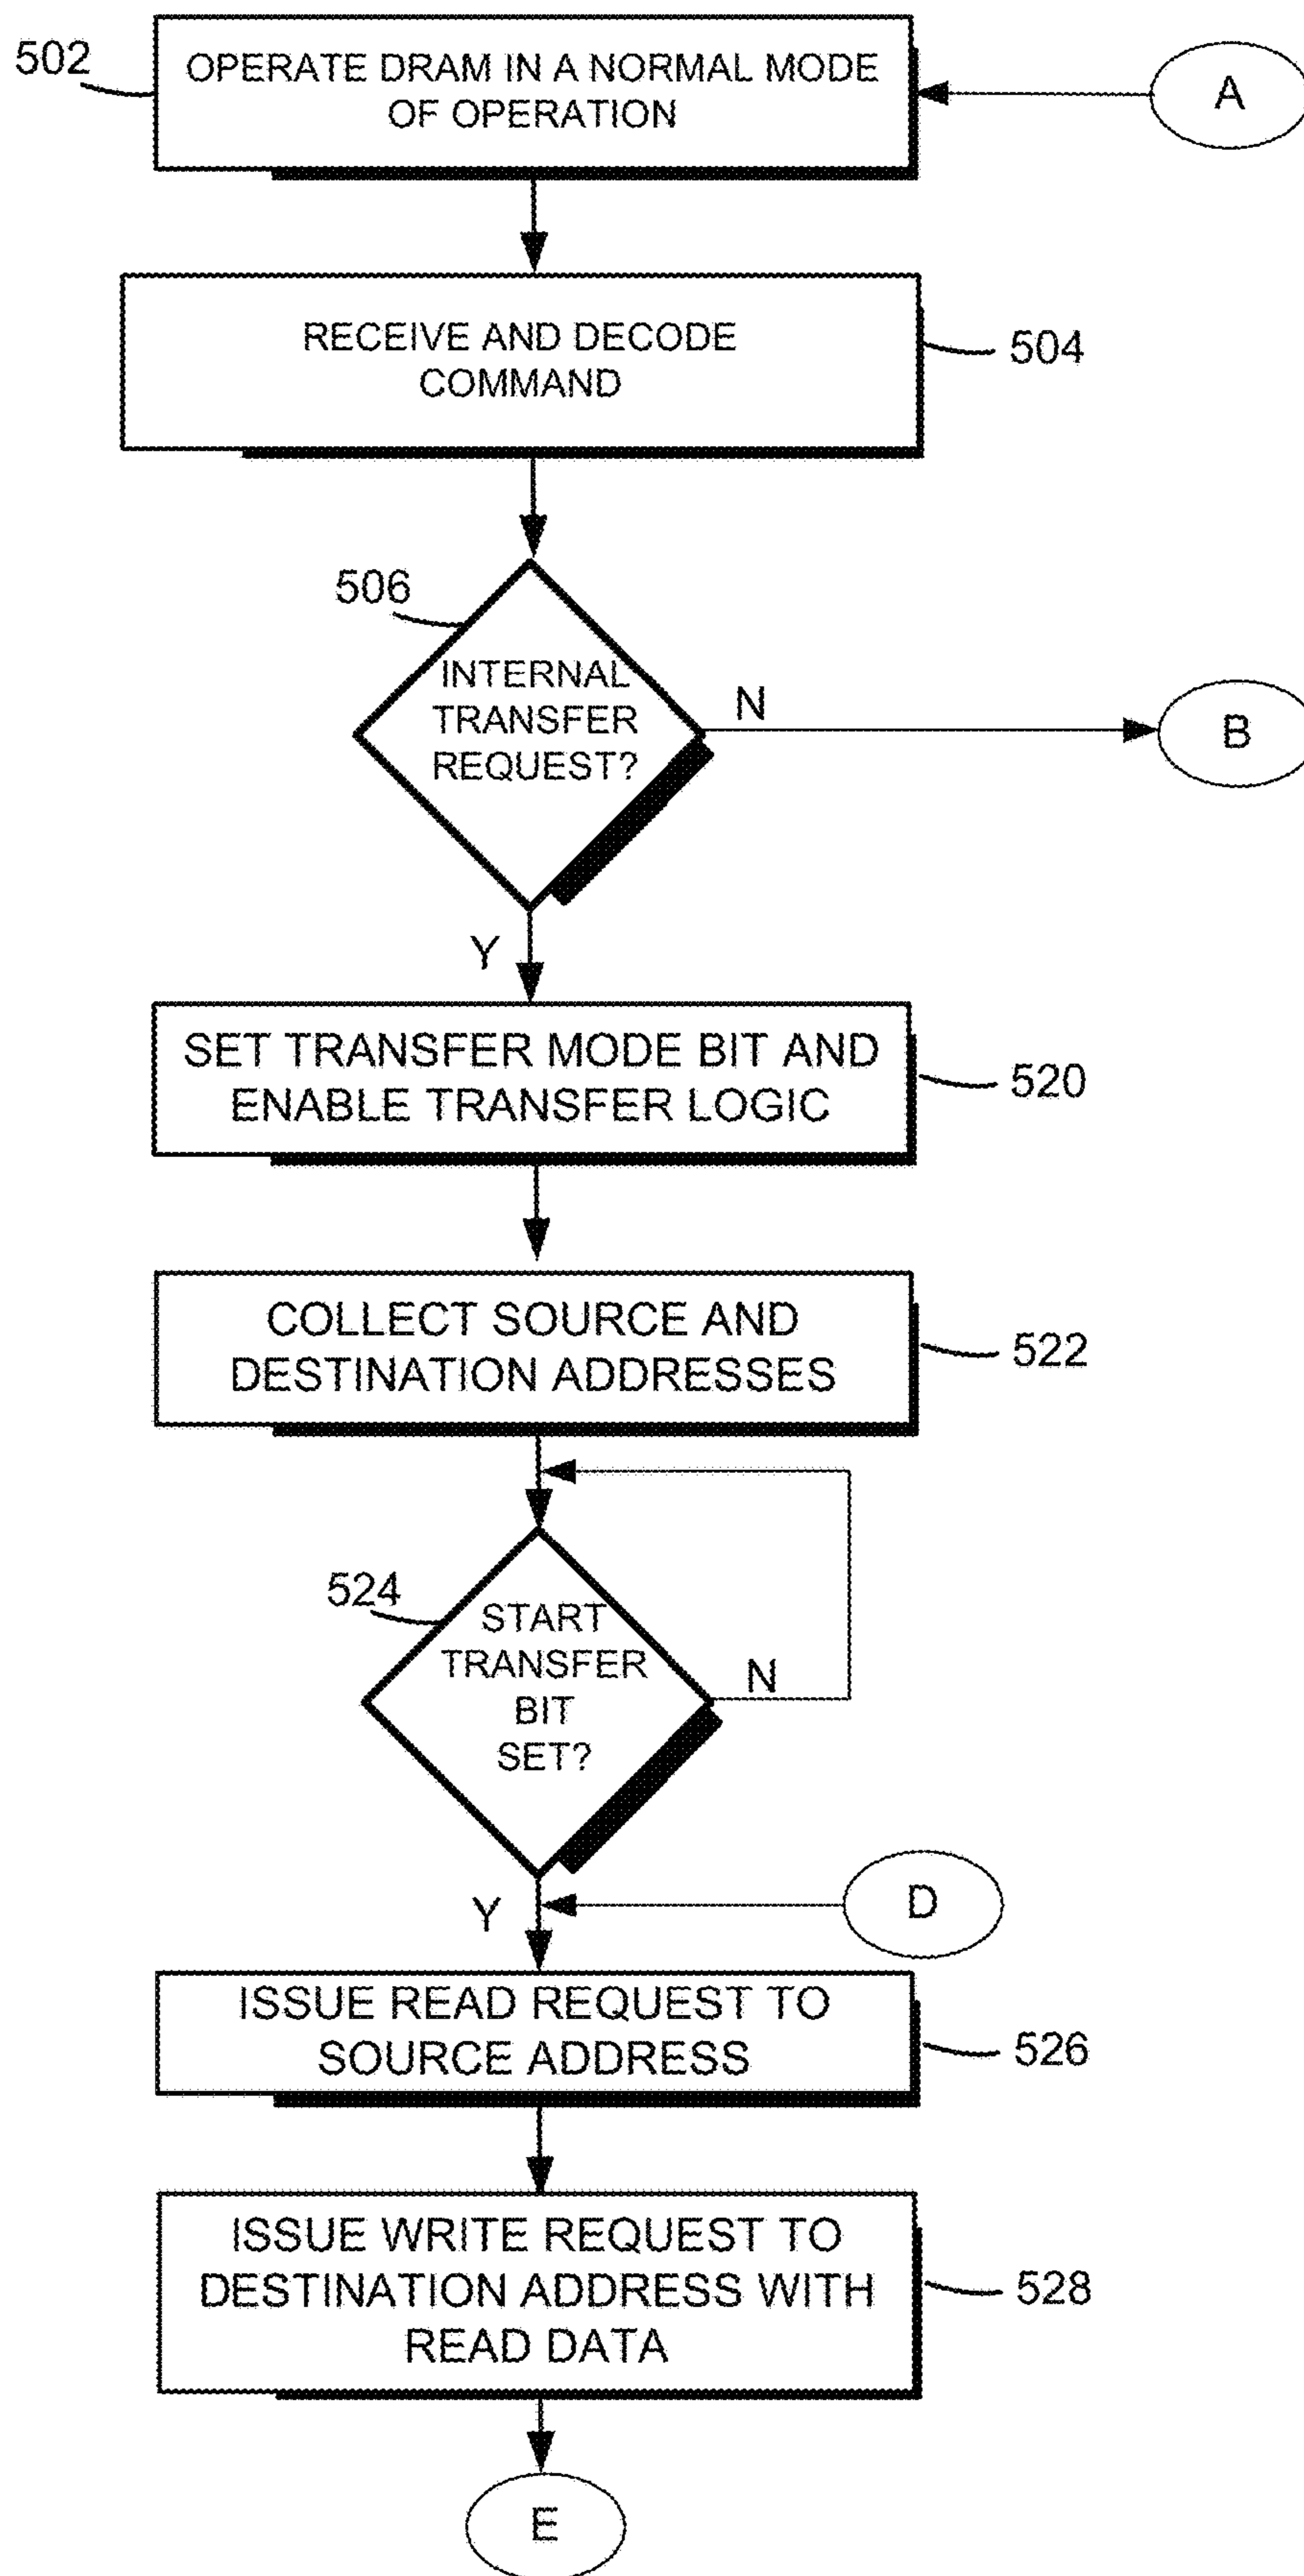 502
OPERATE DRAM IN A NORMAL MODE
OF OPERATION
A
RECEIVE AND DECODE
COMMAND
504
506
INTERNAL
TRANSFER
REQUEST?
N
B
Y
SET TRANSFER MODE BIT AND
ENABLE TRANSFER LOGIC
520
COLLECT SOURCE AND
DESTINATION ADDRESSES
522
524
START
TRANSFER
BIT
SET?
N
Y
D
ISSUE READ REQUEST TO
SOURCE ADDRESS
526
ISSUE WRITE REQUEST TO
DESTINATION ADDRESS WITH
READ DATA
528
E